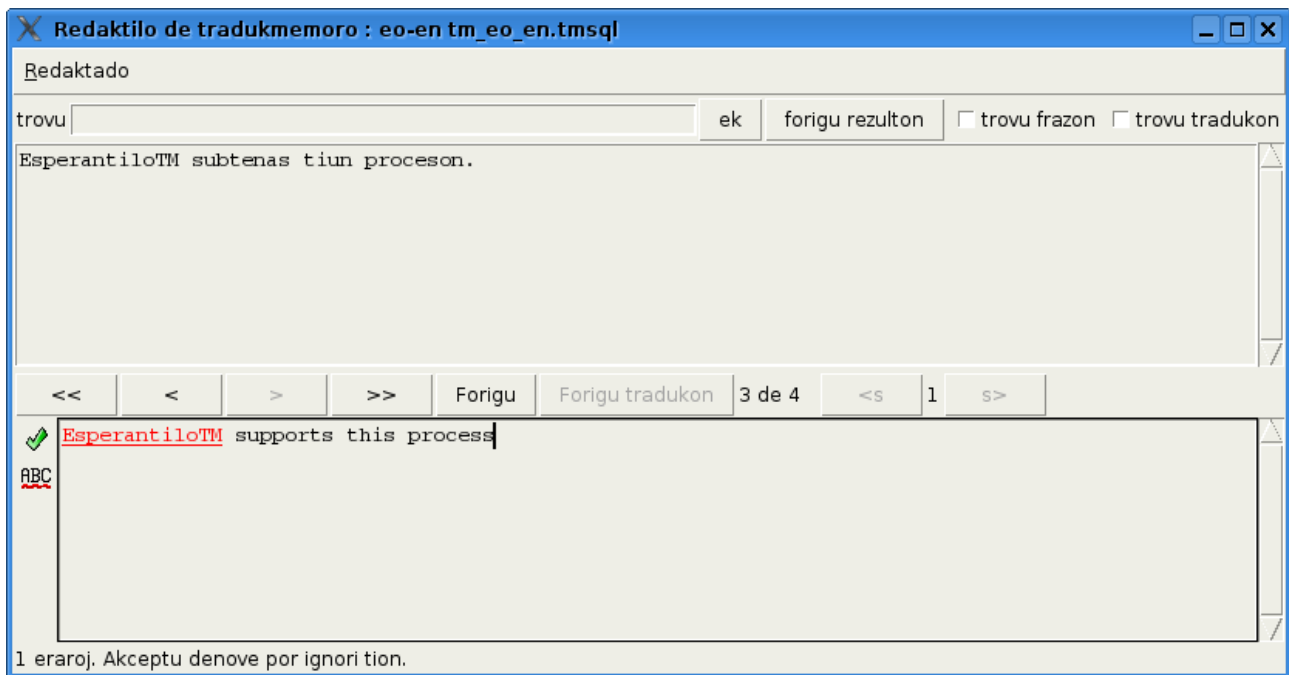 Redaktilo de tradukmemoro : eo-en tm_eo_en.tmsql
Redaktado
trovu ek forigu rezulton trovu frazon trovu tradukon
EsperantiloTM subtenas tiun proceson.
<< < > >> Forigu Forigu tradukon 3 de 4 <s 1 s>
EsperantiloTM supports this process
ABC
1 eraroj. Akceptu denove por ignori tion.